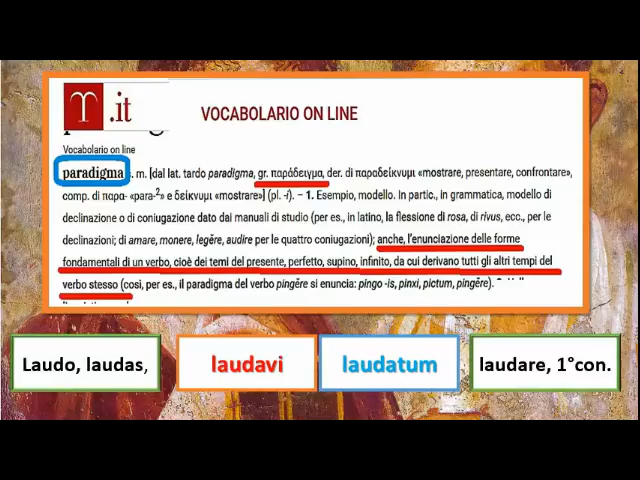 .it
VOCABOLARIO ON LINE
Vocabolario on line
paradigma s. m. [dal lat. tardo paradigma, gr. παράδειγμα, der. di παραδείκνυμι «mostrare, presentare, confrontare»,
comp. di παρα- «para-2» e δείκνυμι «mostrare»] (pl. -i). – 1. Esempio, modello. In partic., in grammatica, modello di
declinazione o di coniugazione dato dai manuali di studio (per es., in latino, la flessione di rosa, di rivus, ecc., per le
declinazioni; di amare, monere, legĕre, audire per le quattro coniugazioni); anche, l'enunciazione delle forme
fondamentali di un verbo, cioè dei temi del presente, perfetto, supino, infinito, da cui derivano tutti gli altri tempi del
verbo stesso (così, per es., il paradigma del verbo pingĕre si enuncia: pingo -is, pinxi, pictum, pingĕre).
Laudo, laudas,
laudavi
laudatum
laudare, 1°con.